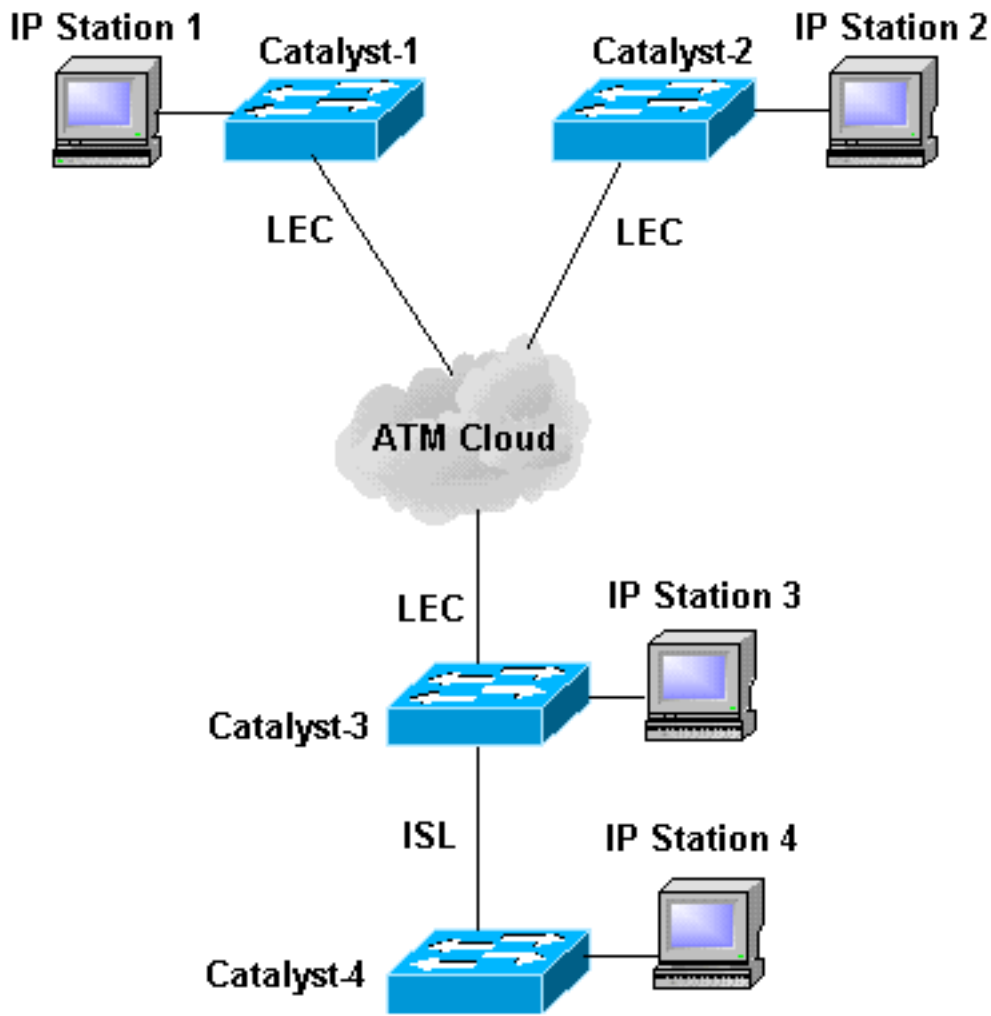 IP Station 1
Catalyst-1
Catalyst-2
IP Station 2
LEC
LEC
ATM Cloud
LEC
IP Station 3
Catalyst-3
ISL
IP Station 4
Catalyst-4